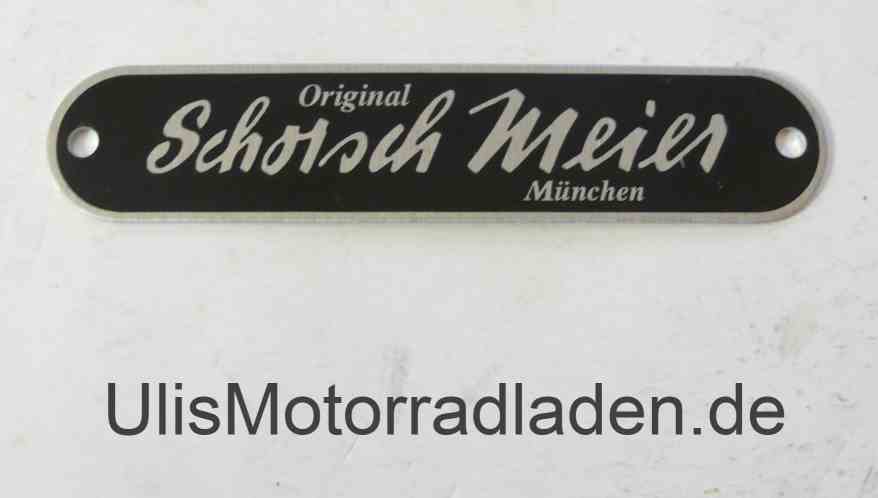 Original
Schorsch Meier
München
UlisMotorradladen.de